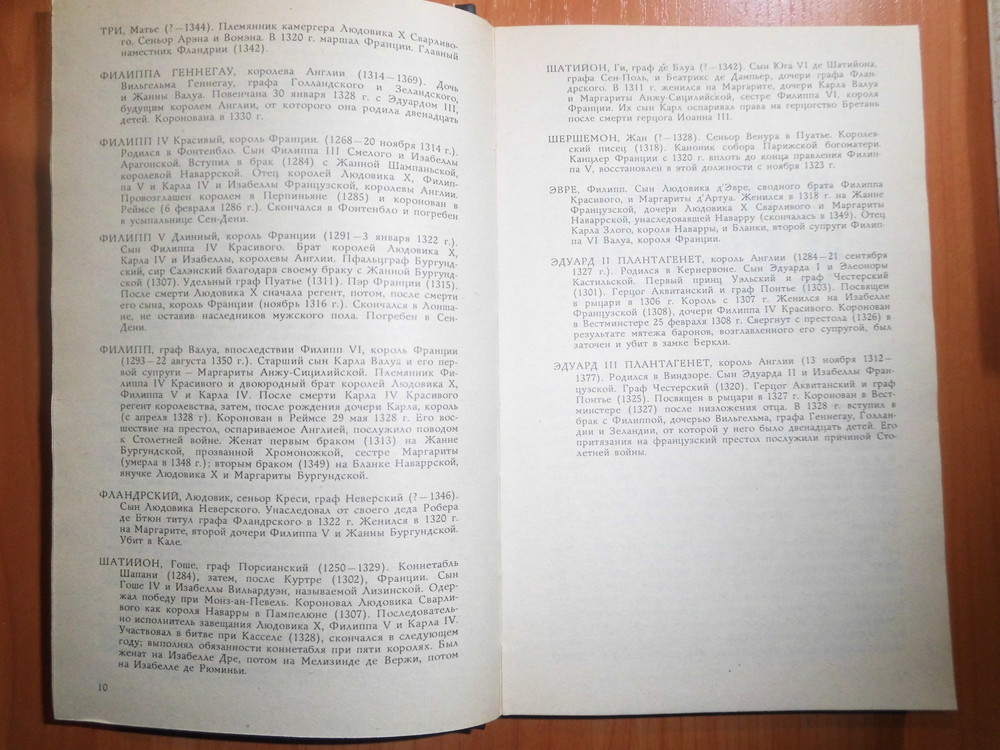 ТРИ, Матье (?—1344). Племянник камергера Людовика X Сварливо-
го. Сеньор Арэна и Вомэна. В 1320 г. маршал Франции. Главный
наместник Фландрии (1342).
ФИЛИППА ГЕННЕГАУ, королева Англии (1314—1369). Дочь
Вильгельма Геннегау, графа Голландского и Зеландского,
и Жанны Валуа. Повенчана 30 января 1328 г. с Эдуардом III,
будущим королем Англии, от которого она родила двенадцать
детей. Коронована в 1330 г.
ФИЛИПП IV Красивый, король Франции. (1268—20 ноября 1314 г.)
Родился в Фонтенбло. Сын Филиппа III Смелого и Изабеллы
Арагонской. Вступил в брак (1284) с Жанной Шампаньской,
королевой Наваррской. Отец королей Людовика X, Филип-
па V и Карла IV и Изабеллы Французской, королевы Англии.
Провозглашен королем в Перпиньяне (1285) и коронован в
Реймсе (6 февраля 1286 г.). Скончался в Фонтенбло и погребен
в усыпальнице Сен-Дени.
ФИЛИПП V Длинный, король Франции (1291—3 января 1322 г.).
Сын Филиппа IV Красивого. Брат королей Людовика X,
Карла IV и Изабеллы, королевы Англии. Пфальцграф Бургунд-
ский, сир Салэнский благодаря своему браку с Жанной Бургунд-
ской (1307). Удельный граф Пуатье (1311). Пэр Франции (1315).
После смерти Людовика X сначала регент, потом, после смерти
его сына, король Франции (ноябрь 1316 г.). Скончался в Лонша-
не, не оставив наследников мужского пола. Погребен в Сен-
Дени.
ФИЛИПП, граф Валуа, впоследствии Филипп VI, король Франции
(1293—22 августа 1350 г.). Старший сын Карла Валуа и его пер-
вой супруги — Маргариты Анжу-Сицилийской. Племянник Фи-
липпа IV Красивого и двоюродный брат королей Людовика X,
Филиппа V и Карла IV. После смерти Карла IV Красивого
регент королевства, затем, после рождения дочери Карла, король
(с апреля 1328 г). Коронован в Реймсе 29 мая 1328 г. Его вос-
шествие на престол, оспариваемое Англией, послужило поводом
к Столетней войне. Женат первым браком (1313) на Жанне
Бургундской, прозванной Хромоножкой, сестре Маргариты
(умерла в 1348 г.); вторым браком (1349) на Бланке Наваррской,
внучке Людовика X и Маргариты Бургундской.
ФЛАНДРСКИЙ, Людовик, сеньор Креси, граф Неверский (?—1346).
Сын Людовика Неверского. Унаследовал от своего деда Робера
де Бтюн титул графа Фландрского в 1322 г. Женился в 1320 г.
на Маргарите, второй дочери Филиппа V и Жанны Бургундской.
Убит в Кале.
ШАТИЙОН, Гоше, граф Порсианский (1250—1329). Коннетабль
Шапани (1284), затем, после Куртре (1302), Франции. Сын
Гоше IV и Изабеллы Вильардуэн, называемой Лизинской. Одер-
жал победу при Монз-ан-Певель. Короновал Людовика Сварли-
вого как короля Наварры в Пампелюне (1307). Последователь-
но исполнитель завещания Людовика X, Филиппа V и Карла IV.
Участвовал в битве при Касселе (1328), скончался в следующем
году; выполнял обязанности коннетабля при пяти королях. Был
женат на Изабелле Дре, потом на Мелизинде де Вержи, потом
на Изабелле де Рюминьи.
10
ШАТИЙОН, Ги, граф де Блуа (?—1342). Сын Юга VI де Шатийона,
графа Сен-Поль, и Беатрикс де Дампьер, дочери графа Флан-
дрского. В 1311 г. женился на Маргарите, дочери Карла Валуа
и Маргариты Анжу-Сицилийской, сестре Филиппа VI, короля
Франции. Их сын Карл оспаривал права на герцогство Бретань
после смерти герцога Иоанна III.
ШЕРШЕМОН, Жан (?—1328). Сеньор Венура в Пуатье. Королев-
ский писец (1318). Каноник собора Парижской богоматери.
Канцлер Франции с 1320 г. вплоть до конца правления Филип-
па V, восстановлен в этой должности с ноября 1323 г.
ЭВРЕ, Филипп. Сын Людовика д'Эвре, сводного брата Филиппа
Красивого, и Маргариты д'Артуа. Женился в 1318 г. на Жанне
Французской, дочери Людовика X Сварливого и Маргариты
Наваррской, унаследовавшей Наварру (скончалась в 1349). Отец
Карла Злого, короля Наварры, и Бланки, второй супруги Филип-
па VI Валуа, короля Франции.
ЭДУАРД II ПЛАНТАГЕНЕТ, король Англии (1284—21 сентября
1327 г.). Родился в Кернервоне. Сын Эдуарда I и Элеоноры
Кастильской. Первый принц Уэльский и граф Честерский
(1301). Герцог Аквитанский и граф Понтье (1303). Посвящен
в рыцари в 1306 г. Король с 1307 г. Женился на Изабелле
Французской (1308), дочери Филиппа IV Красивого. Коронован
в Вестминстере 25 февраля 1308 г. Свергнут с престола (1326) в
результате мятежа баронов, возглавленного его супругой, был
заточен и убит в замке Беркли.
ЭДУАРД III ПЛАНТАГЕНЕТ, король Англии (13 ноября 1312—
1377). Родился в Виндзоре. Сын Эдуарда II и Изабеллы Фран-
цузской. Граф Честерский (1320). Герцог Аквитанский и граф
Понтье (1325). Посвящен в рыцари в 1327 г. Коронован в Вест-
минстере (1327) после низложения отца. В 1328 г. вступил в
брак с Филиппой, дочерью Вильгельма, графа Геннегау, Голлан-
дии и Зеландии, от которой у него было двенадцать детей. Его
притязания на французский престол послужили причиной Сто-
летней войны.